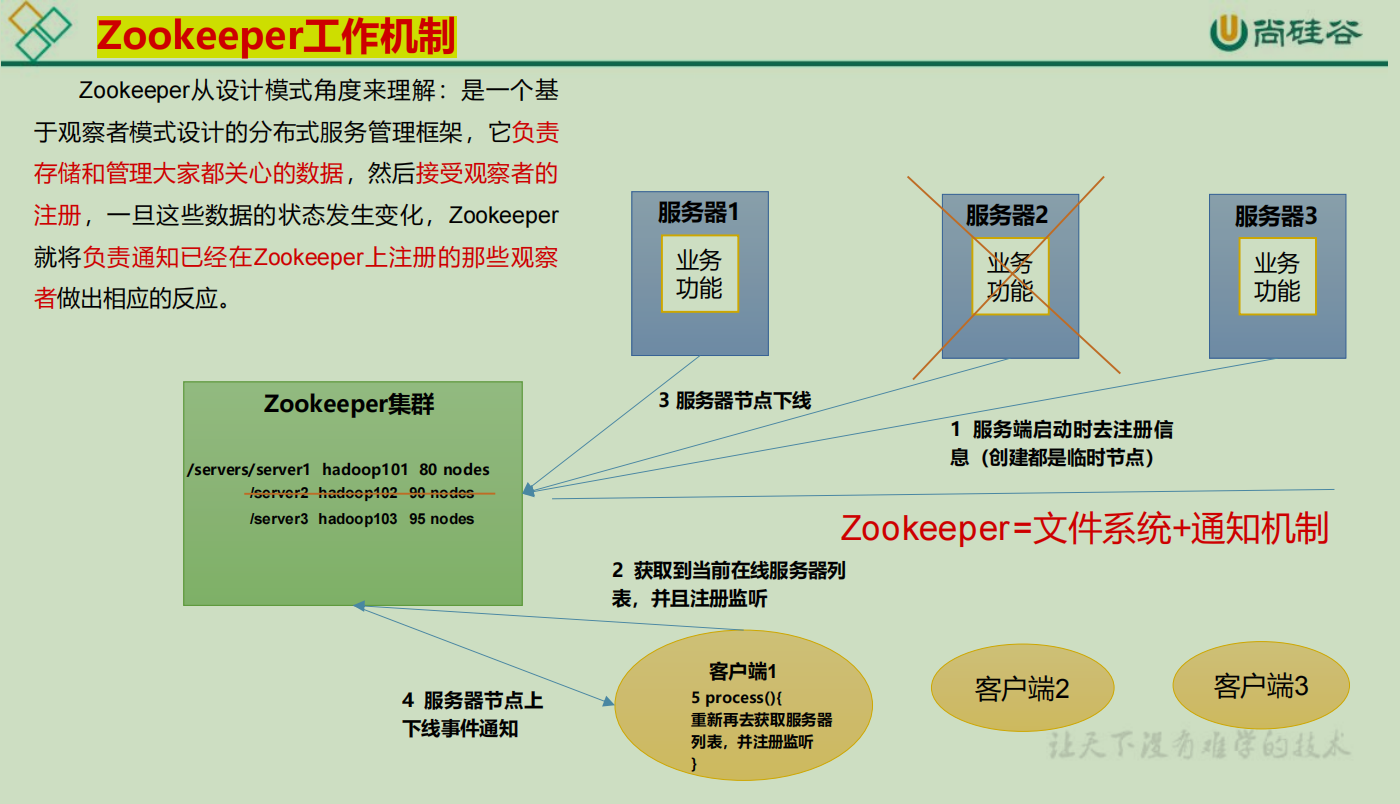 Zookeeper工作机制
尚硅谷
Zookeeper从设计模式角度来理解：是一个基
于观察者模式设计的分布式服务管理框架，它负责
存储和管理大家都关心的数据，然后接受观察者的
注册，一旦这些数据的状态发生变化，Zookeeper
就将负责通知已经在Zookeeper上注册的那些观察
者做出相应的反应。
服务器1
业务
功能
服务器2
业务
功能
服务器3
业务
功能
3 服务器节点下线
1 服务端启动时去注册信
息（创建都是临时节点）
Zookeeper集群
/servers/server1 hadoop101 80 nodes
/server2 hadoop102 90 nodes
/server3 hadoop103 95 nodes
Zookeeper=文件系统+通知机制
2 获取到当前在线服务器列
表，并且注册监听
4 服务器节点上
下线事件通知
客户端1
5 process(){
重新再去获取服务器
列表，并注册监听
}
客户端2
客户端3
让天下没有难学的技术